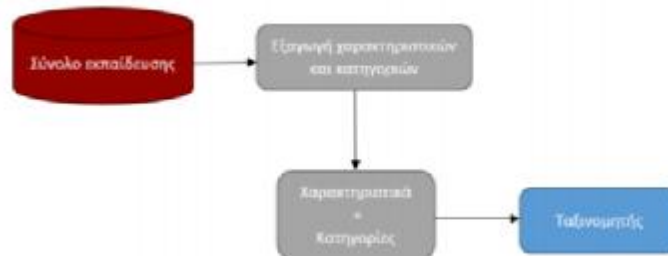 Σύνολο εκπαίδευσης
Εξαγωγή χαρακτηριστικών
και κατηγοριών
Χαρακτηριστικά
+
Κατηγορίες
Ταξινομητής